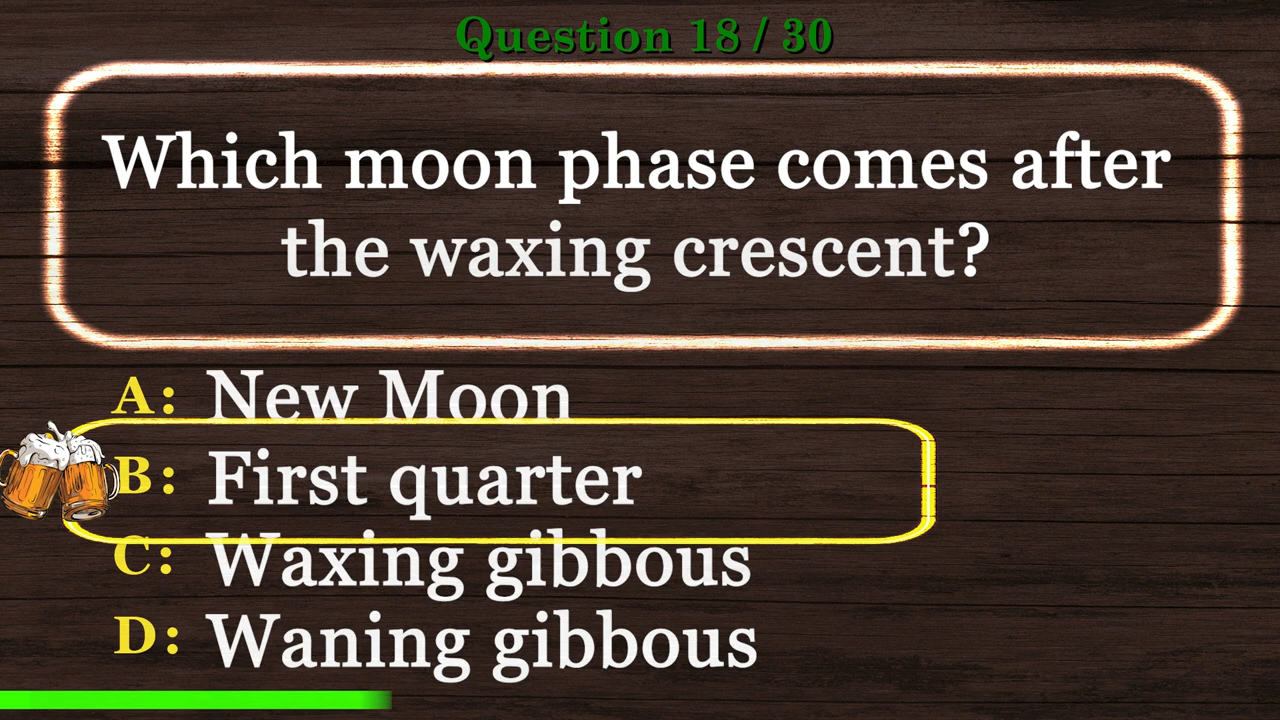 Question 18 / 30
Which moon phase comes after
the waxing crescent?
A: New Moon
B: First quarter
C: Waxing gibbous
D: Waning gibbous